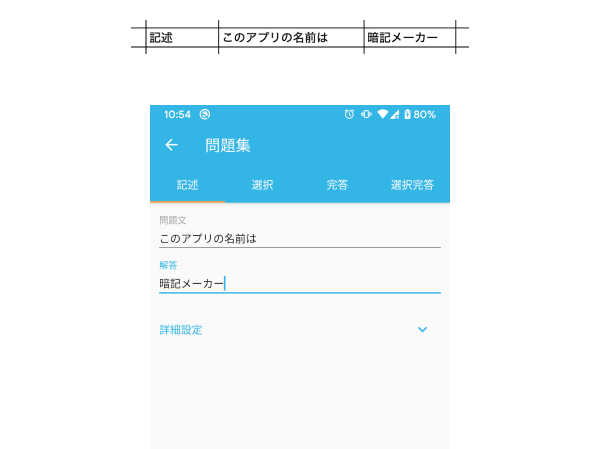 記述 このアプリの名前は 暗記メーカー
10:54 80%
問題集
記述 選択 完答 選択完答
問題文
このアプリの名前は
解答
暗記メーカー
詳細設定